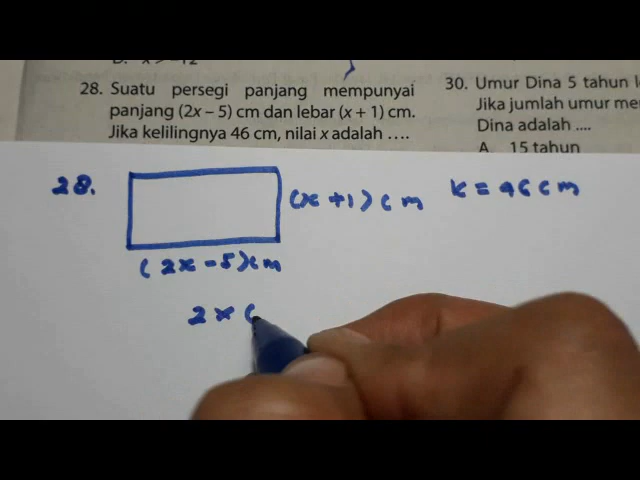 D. x > -12
28. Suatu persegi panjang mempunyai
panjang (2x – 5) cm dan lebar (x + 1) cm.
Jika kelilingnya 46 cm, nilai x adalah ….
30. Umur Dina 5 tahun
Jika jumlah umur
Dina adalah ....
A. 15 tahun
28.
(x + 1) cm
k = 46 cm
(2x – 5) cm
2 x (